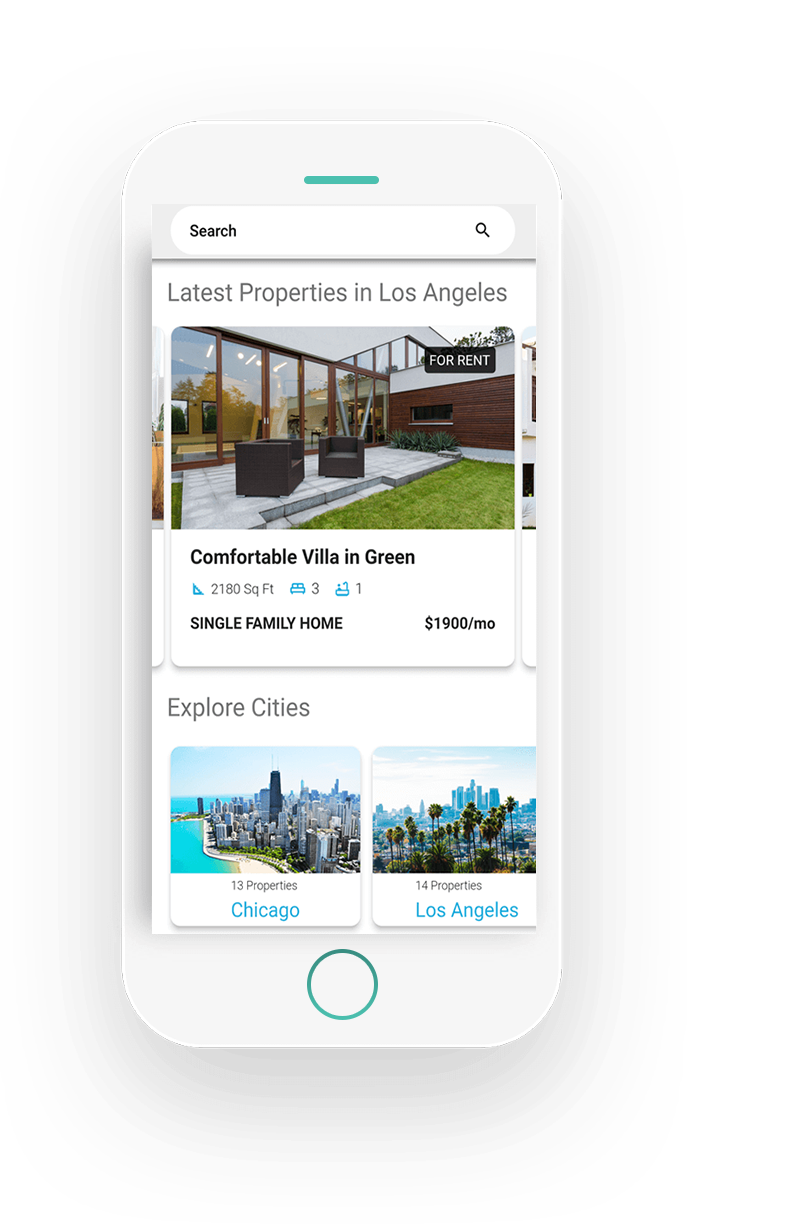 Search
Latest Properties in Los Angeles
FOR RENT
Comfortable Villa in Green
2180 Sq Ft 3 1
SINGLE FAMILY HOME $1900/mo
Explore Cities
13 Properties
Chicago
14 Properties
Los Angeles